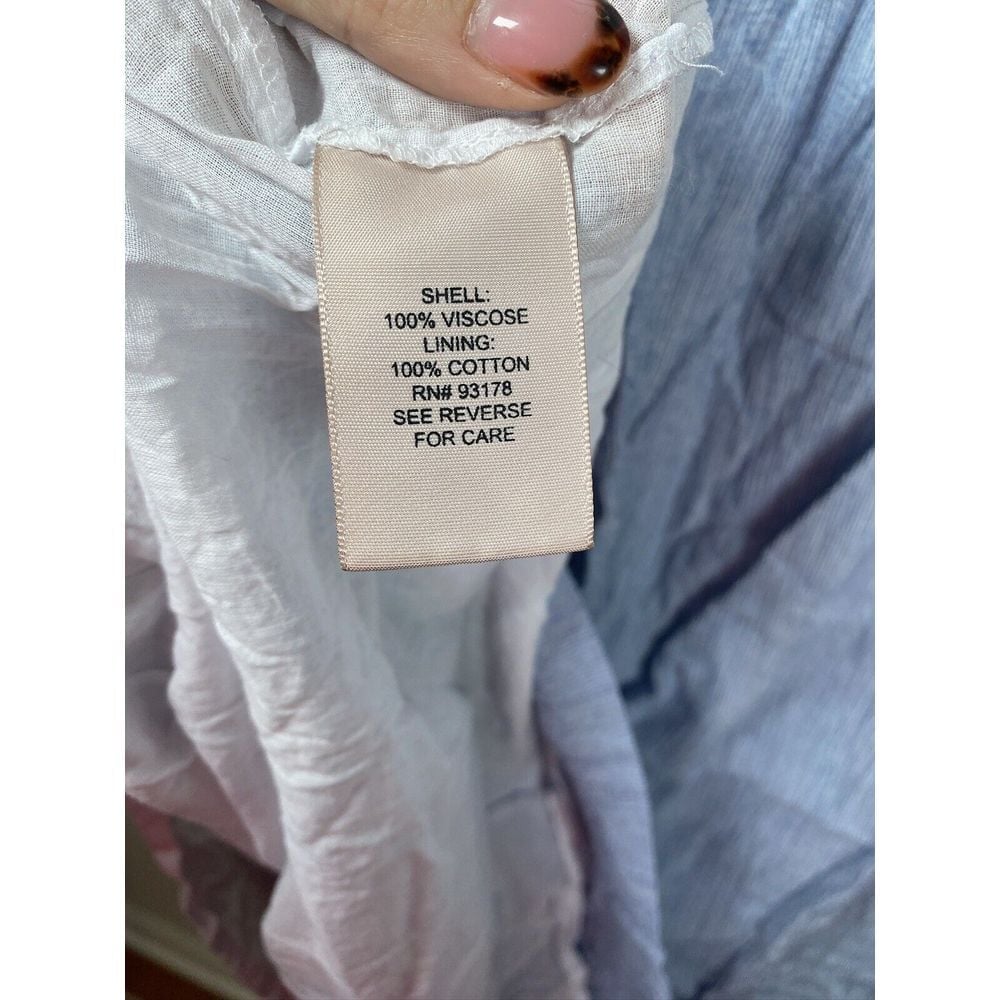 SHELL:
100% VISCOSE
LINING:
100% COTTON
RN# 93178
SEE REVERSE
FOR CARE